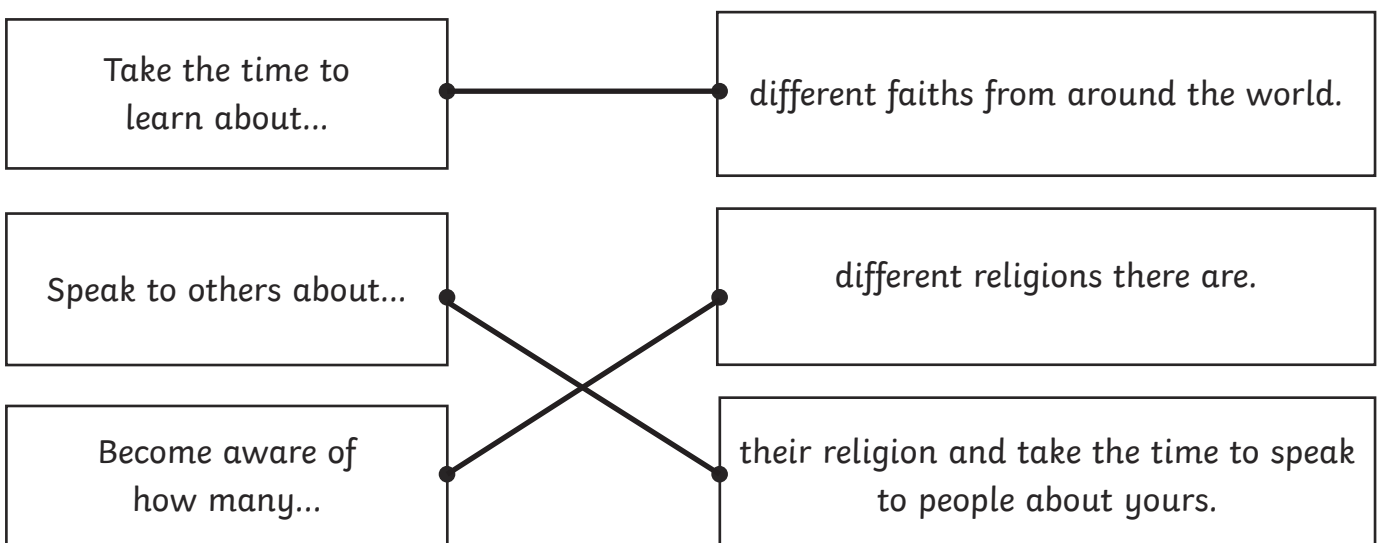 Take the time to
learn about...
different faiths from around the world.
Speak to others about...
different religions there are.
Become aware of
how many...
their religion and take the time to speak
to people about yours.